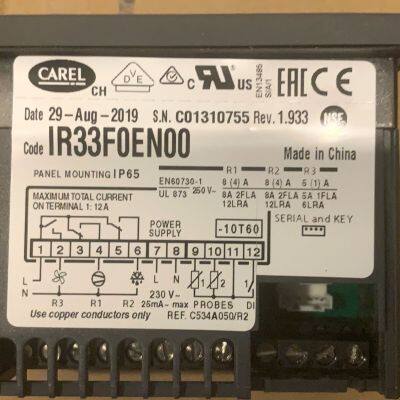 CAREL CH DVE C RU US EN13485 S/A/1 EAC CE
Date 29-Aug-2019 S.N. C01310755 Rev. 1.933 NSF
Code IR33F0EN00 Made in China
PANEL MOUNTING IP65
R1 R2 R3
EN60730-1 250 V~ 8 (4) A 8 (4) A 5 (1) A
UL 873 8A 2FLA 8A 2FLA 5A 1FLA
12LRA 12LRA 6LRA
MAXIMUM TOTAL CURRENT
ON TERMINAL 1: 12 A
POWER
SUPPLY
-10T60
SERIAL and KEY
1 2 3 4 5 6 7 8 9 10 11 12
L N L N
R3 R1 R2 230 V~ 25mA~ max PROBES DI
Use copper conductors only REF. C534A050/R2